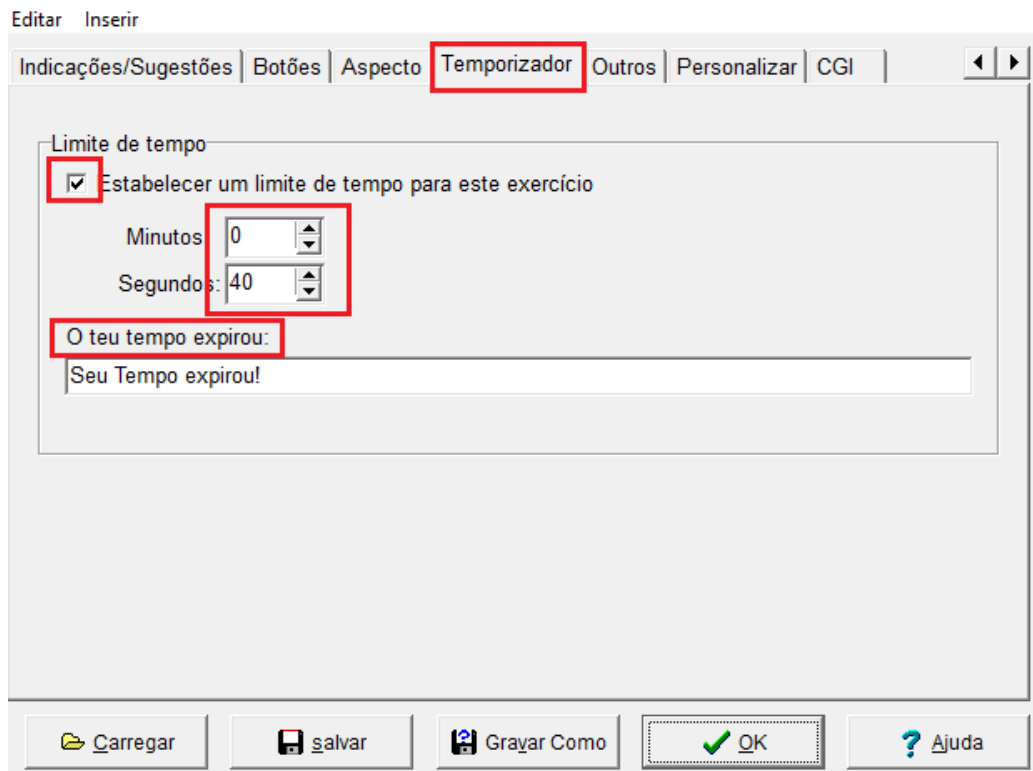 Editar Inserir
Indicações/Sugestões Botões Aspecto Temporizador Outros Personalizar CGI
Limite de tempo
Estabelecer um limite de tempo para este exercício
Minutos 0
Segundos: 40
O teu tempo expirou:
Seu Tempo expirou!
Carregar salvar Gravar Como OK Ajuda